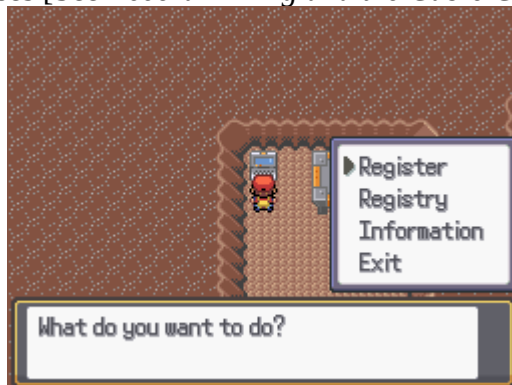 Register
Registry
Information
Exit
What do you want to do?